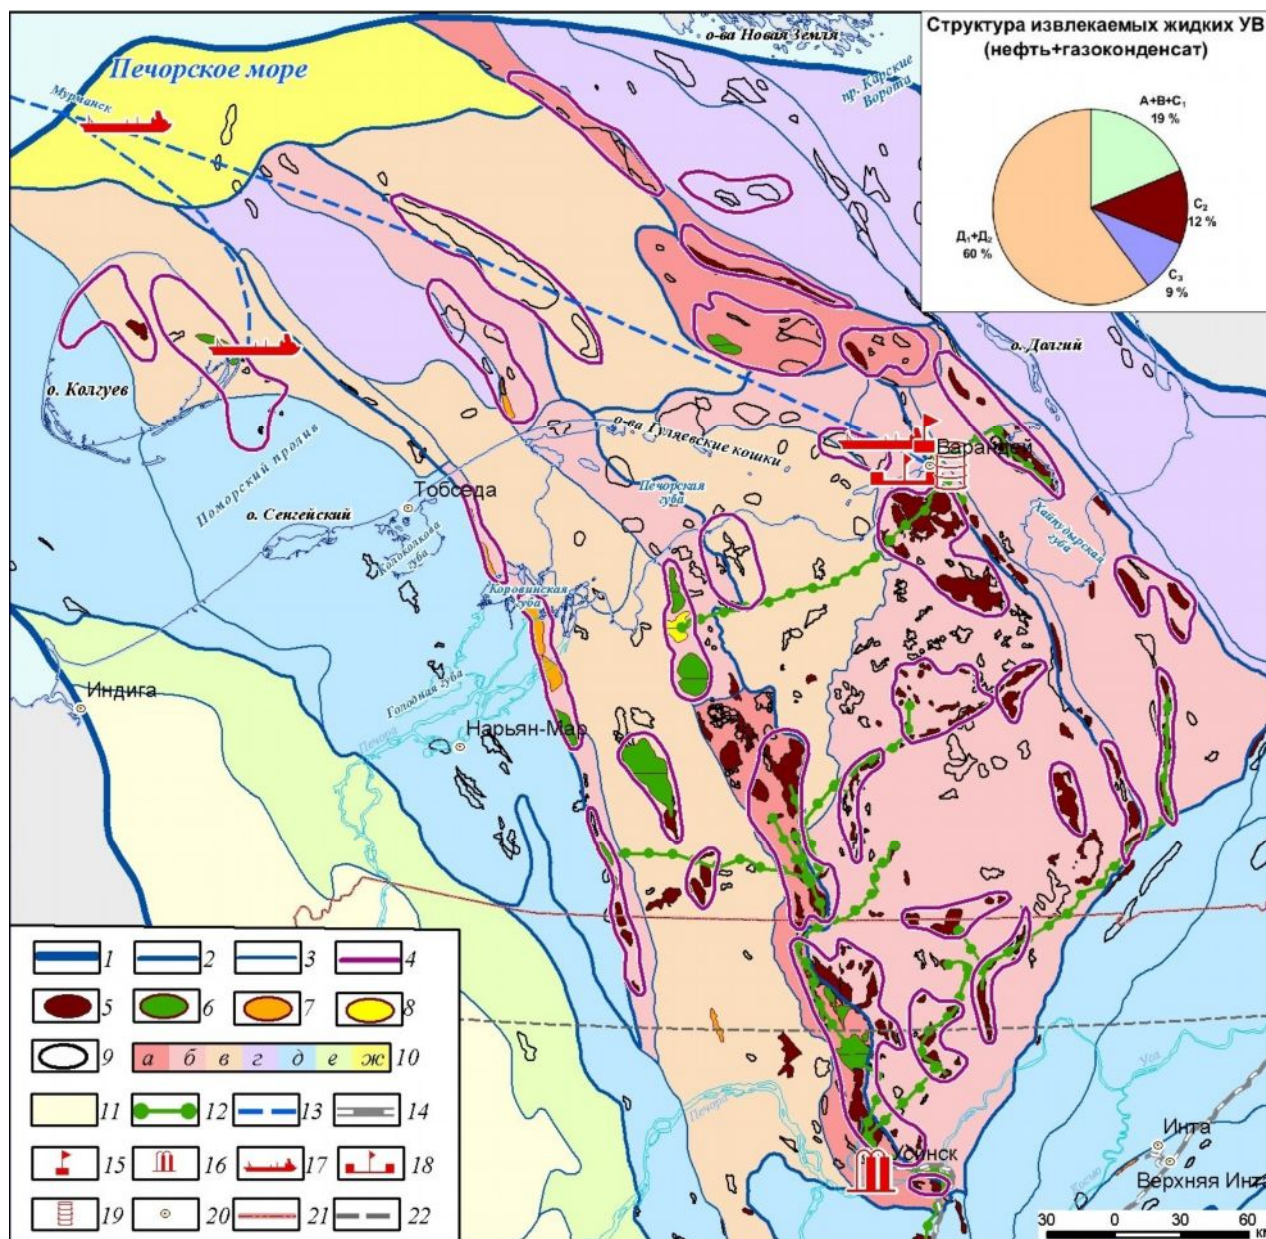 о-ва Новая Земля
Печорское море
пр. Карские
Ворота
Мурманск
Структура извлекаемых жидких УВ
(нефть+газоконденсат)
А+В+С₁
19 %
С₂
12 %
С₃
9 %
Д₁+Д₂
60 %
о. Долгий
о. Колгуев
о-ва Гуляевские кошки
Варандей
Поморский пролив
Печорская
губа
Тобседа
о. Сенгейский
Колоколкова
губа
Хайпудырская
губа
Коровинская
губа
Индига
Голодная губа
Печора
Нарьян-Мар
Печора
Уса
Инта
Усинск
Косью
Верхняя Инта
1 2 3 4
5 6 7 8
9 а б в г д е ж 10
11 12 13 14
15 16 17 18
19 20 21 22
30 0 30 60
км